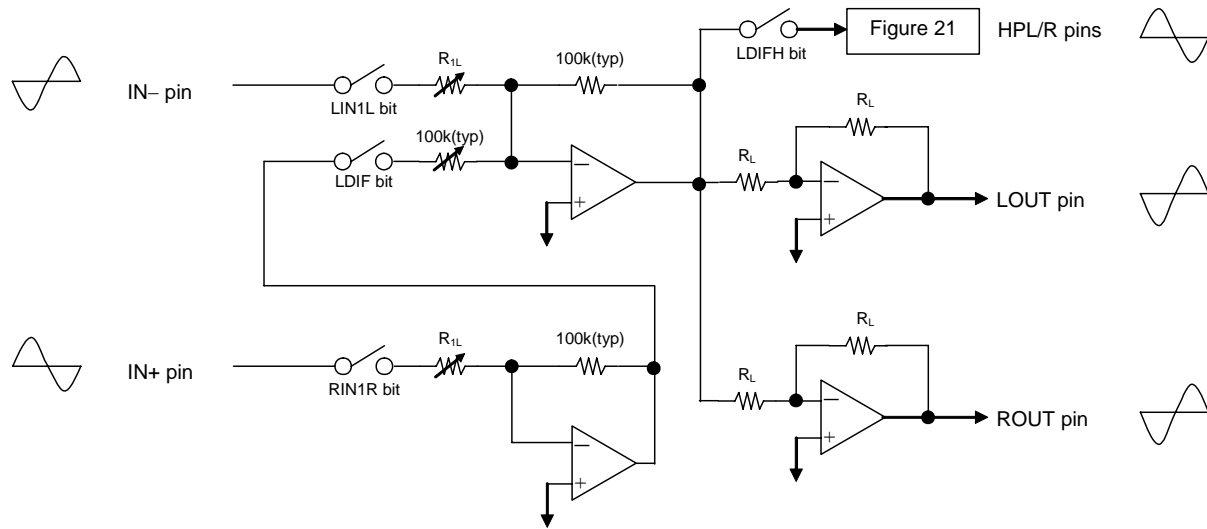 Figure 21
HPL/R pins
LDIFH bit
R1L
100k(typ)
IN– pin
LIN1L bit
100k(typ)
LDIF bit
−
+
RL
RL
−
+
LOUT pin
R1L
100k(typ)
IN+ pin
RIN1R bit
−
+
RL
RL
−
+
ROUT pin